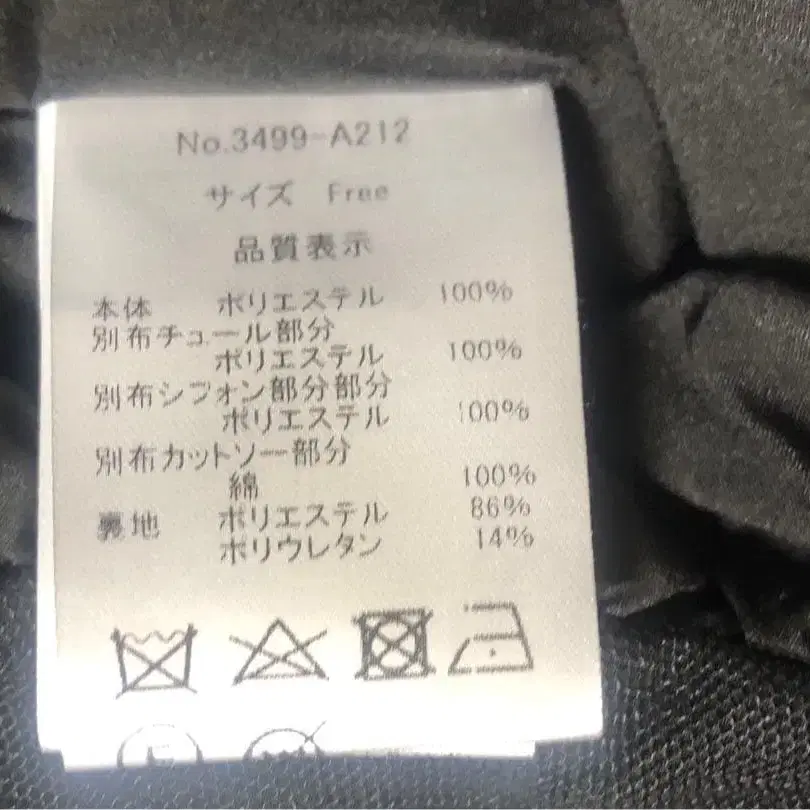 No.3499-A212
サイズ Free
品質表示
本体 ポリエステル 100%
別布チュール部分
ポリエステル 100%
別布シフォン部分部分
ポリエステル 100%
別布カットソー部分
綿 100%
裏地 ポリエステル 86%
ポリウレタン 14%